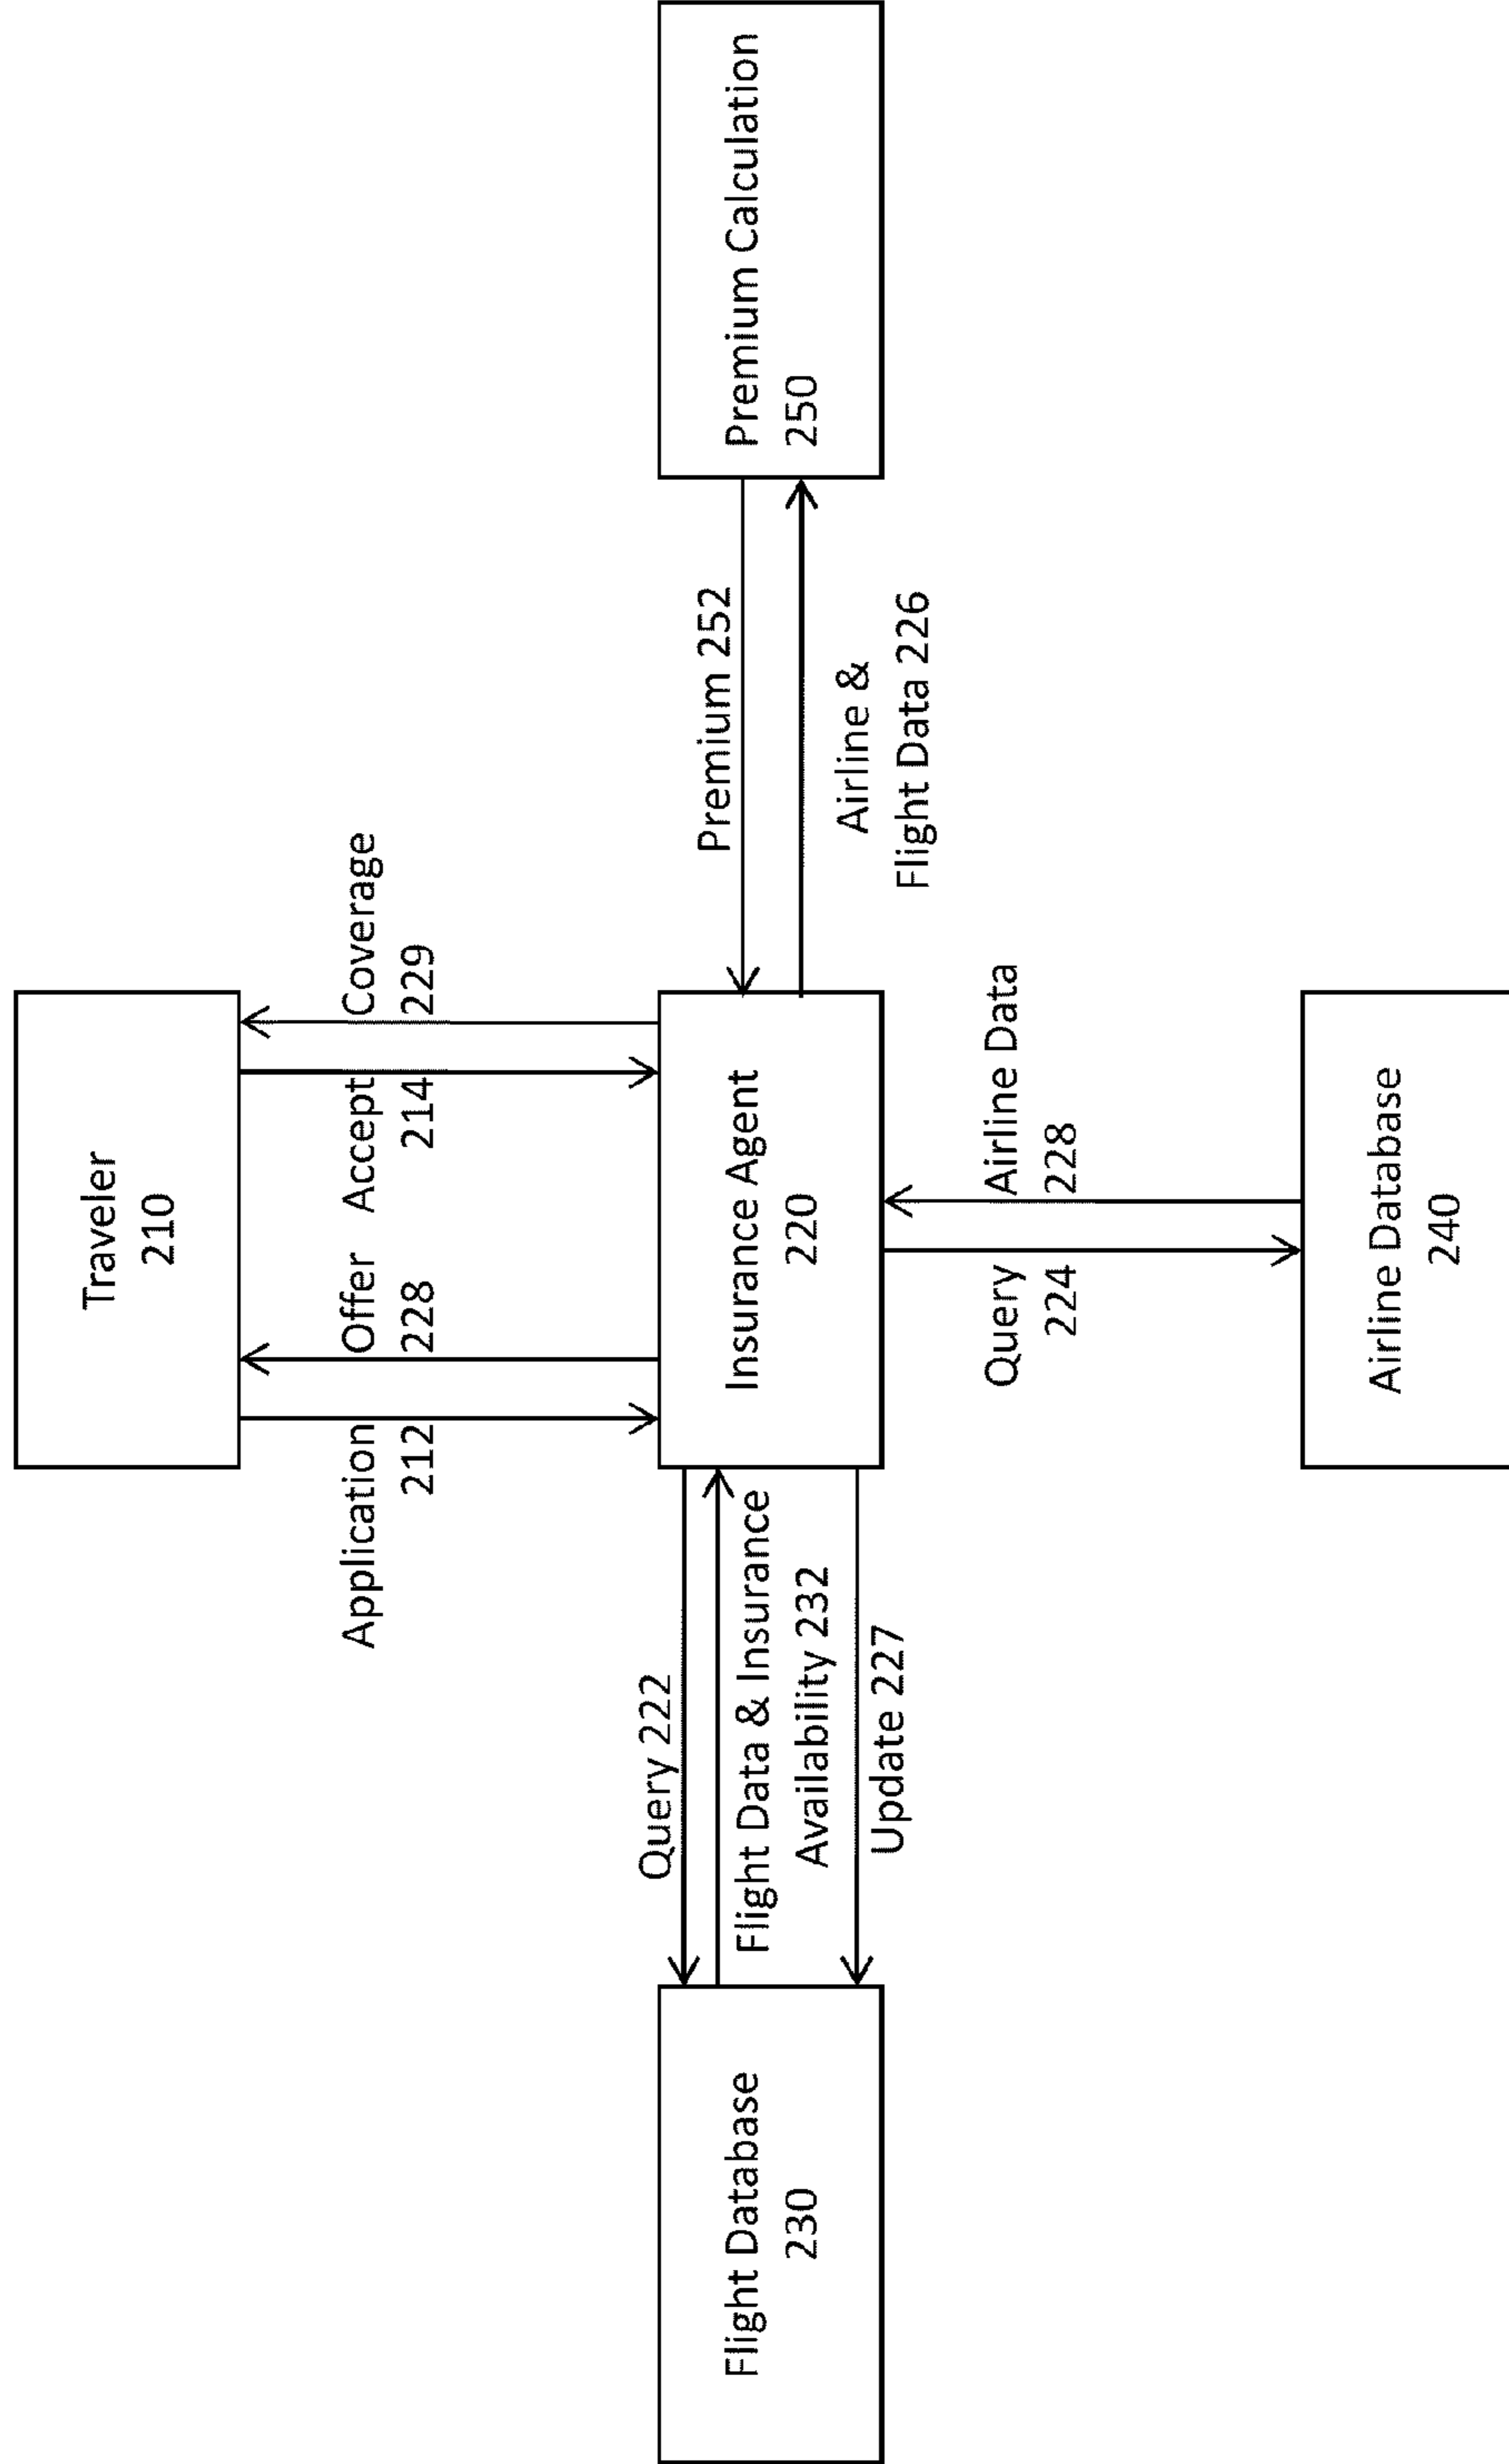 Traveler
210
Application
212
Offer
228
Accept
214
Coverage
229
Flight Database
230
Query 222
Flight Data & Insurance
Availability 232
Update 227
Insurance Agent
220
Premium 252
Airline &
Flight Data 226
Premium Calculation
250
Query
224
Airline Data
228
Airline Database
240